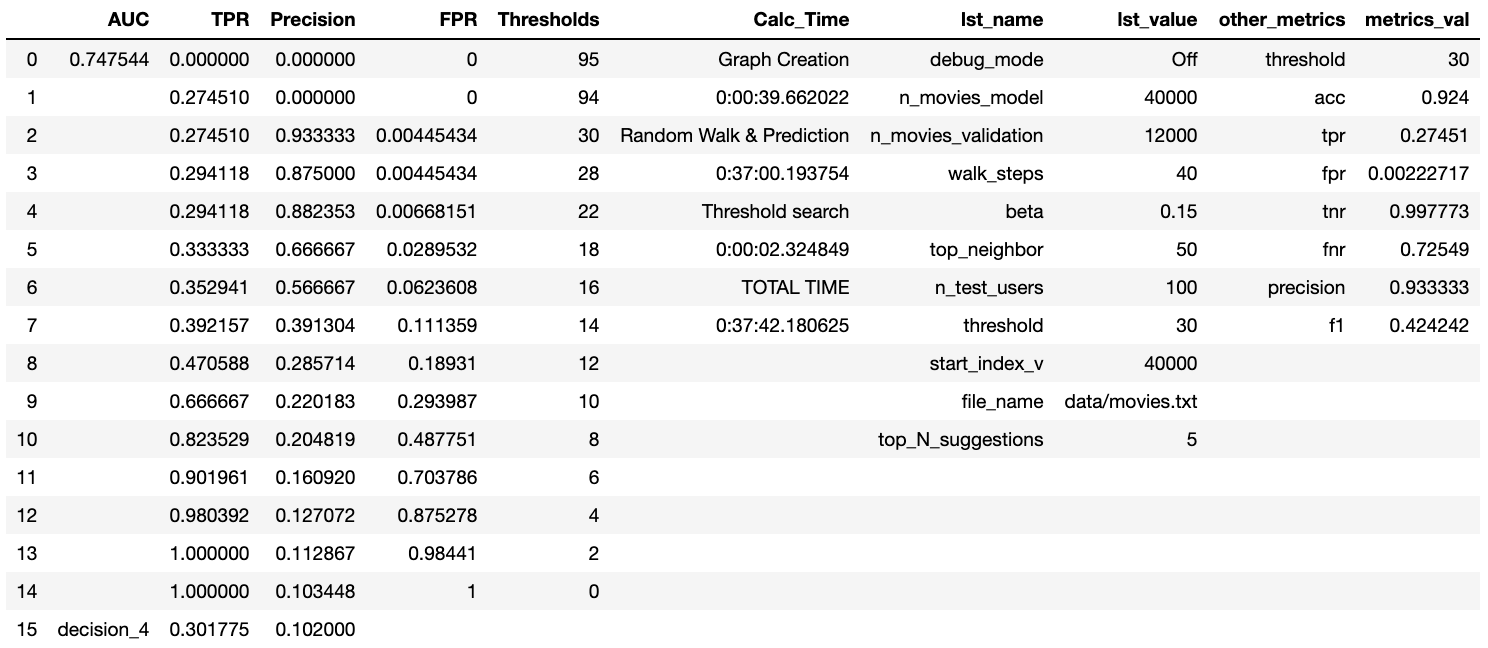 AUC TPR Precision FPR Thresholds Calc_Time lst_name lst_value other_metrics metrics_val
0 0.747544 0.000000 0.000000 0 95 Graph Creation debug_mode Off threshold 30
1 0.274510 0.000000 0 94 0:00:39.662022 n_movies_model 40000 acc 0.924
2 0.274510 0.933333 0.00445434 30 Random Walk & Prediction n_movies_validation 12000 tpr 0.27451
3 0.294118 0.875000 0.00445434 28 0:37:00.193754 walk_steps 40 fpr 0.00222717
4 0.294118 0.882353 0.00668151 22 Threshold search beta 0.15 tnr 0.997773
5 0.333333 0.666667 0.0289532 18 0:00:02.324849 top_neighbor 50 fnr 0.72549
6 0.352941 0.566667 0.0623608 16 TOTAL TIME n_test_users 100 precision 0.933333
7 0.392157 0.391304 0.111359 14 0:37:42.180625 threshold 30 f1 0.424242
8 0.470588 0.285714 0.18931 12 start_index_v 40000
9 0.666667 0.220183 0.293987 10 file_name data/movies.txt
10 0.823529 0.204819 0.487751 8 top_N_suggestions 5
11 0.901961 0.160920 0.703786 6
12 0.980392 0.127072 0.875278 4
13 1.000000 0.112867 0.98441 2
14 1.000000 0.103448 1 0
15 decision_4 0.301775 0.102000